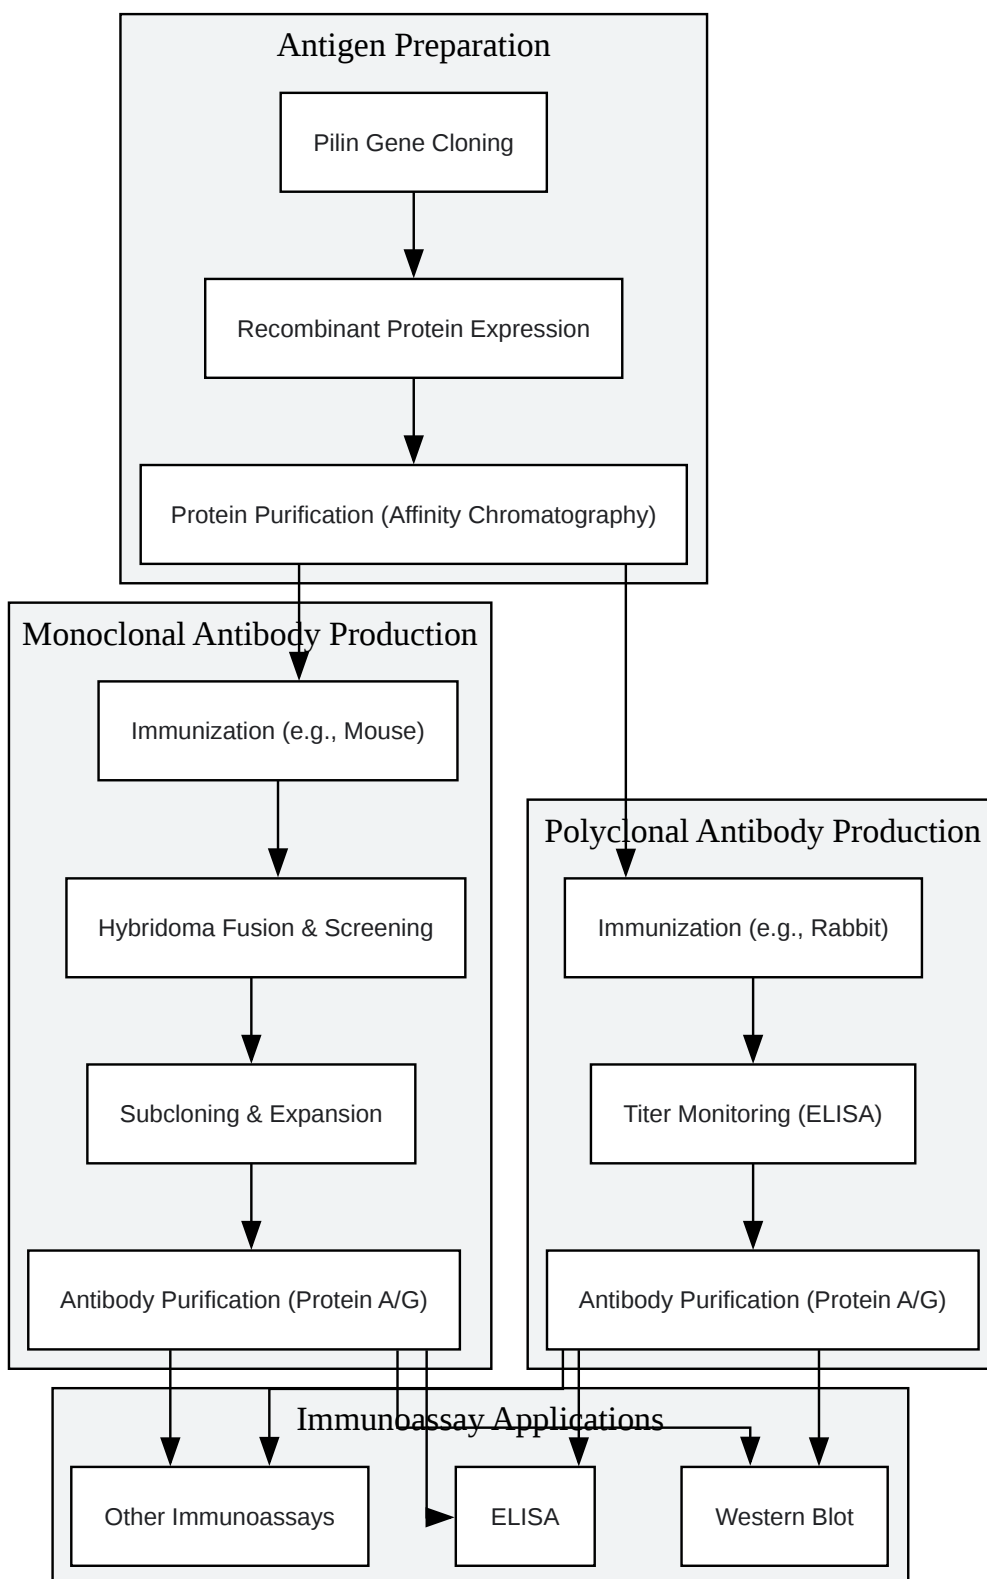 Antigen Preparation
Pilin Gene Cloning
Recombinant Protein Expression
Protein Purification (Affinity Chromatography)
Monoclonal Antibody Production
Immunization (e.g., Mouse)
Hybridoma Fusion & Screening
Subcloning & Expansion
Antibody Purification (Protein A/G)
Polyclonal Antibody Production
Immunization (e.g., Rabbit)
Titer Monitoring (ELISA)
Antibody Purification (Protein A/G)
Immunoassay Applications
Other Immunoassays
ELISA
Western Blot